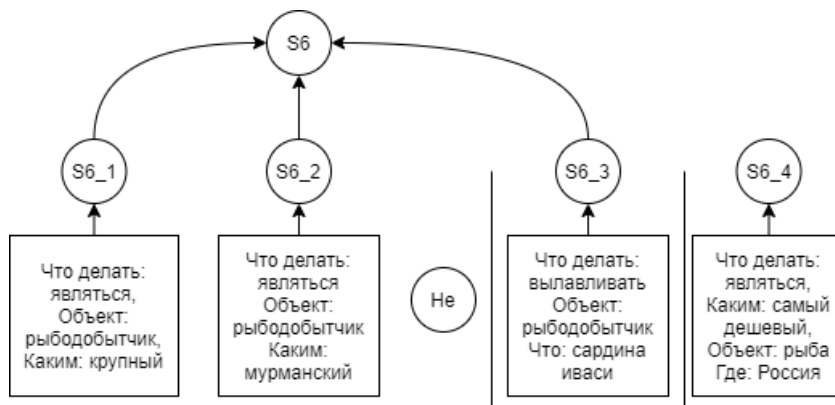 S6
S6_1
S6_2
S6_3
S6_4
Что делать:
являться,
Объект:
рыбодобытчик,
Каким: крупный
Что делать:
являться
Объект:
рыбодобытчик
Каким:
мурманский
Не
Что делать:
вылавливать
Объект:
рыбодобытчик
Что: сардина
иваси
Что делать:
являться,
Каким: самый
дешевый,
Объект: рыба
Где: Россия